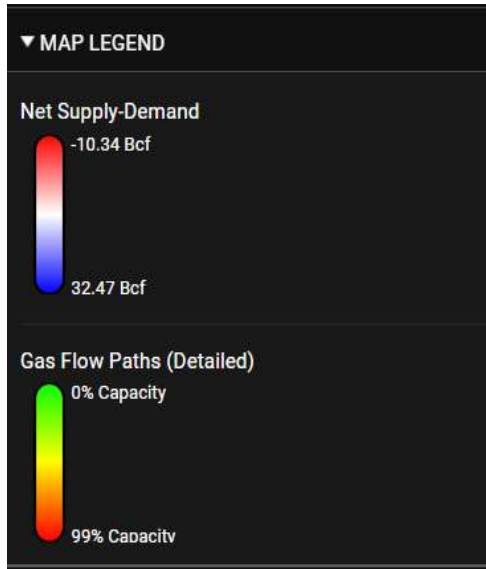 MAP LEGEND
Net Supply-Demand
-10.34 Bcf
32.47 Bcf
Gas Flow Paths (Detailed)
0% Capacity
99% Capacity